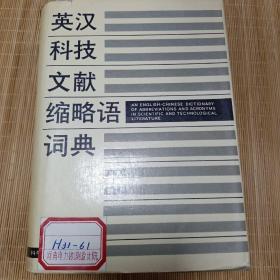 英汉
科技
文献
缩略语
词典
AN ENGLISH-CHINESE DICTIONARY
OF ABBREVIATIONS AND ACRONYMS
IN SCIENTIFIC AND TECHNOLOGICAL
LITERATURE
H31-61